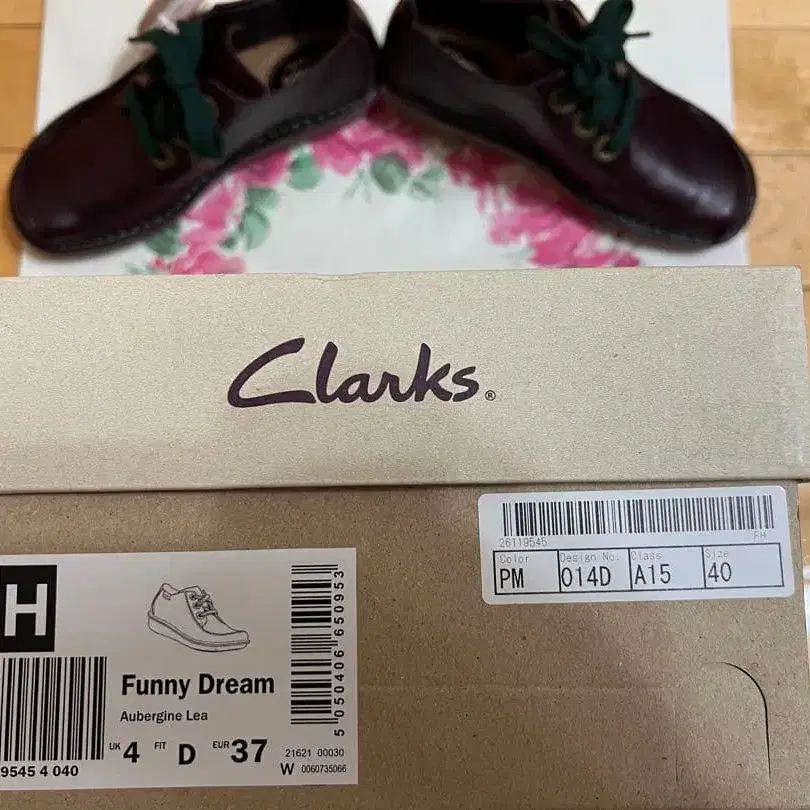 Clarks®
26119545 FH
Color Design No. Class Size
PM 014D A15 40
H
Funny Dream
Aubergine Lea
UK 4 FIT D EUR 37
9545 4 040
5 050406 650953
21621 00030
W 0060735066